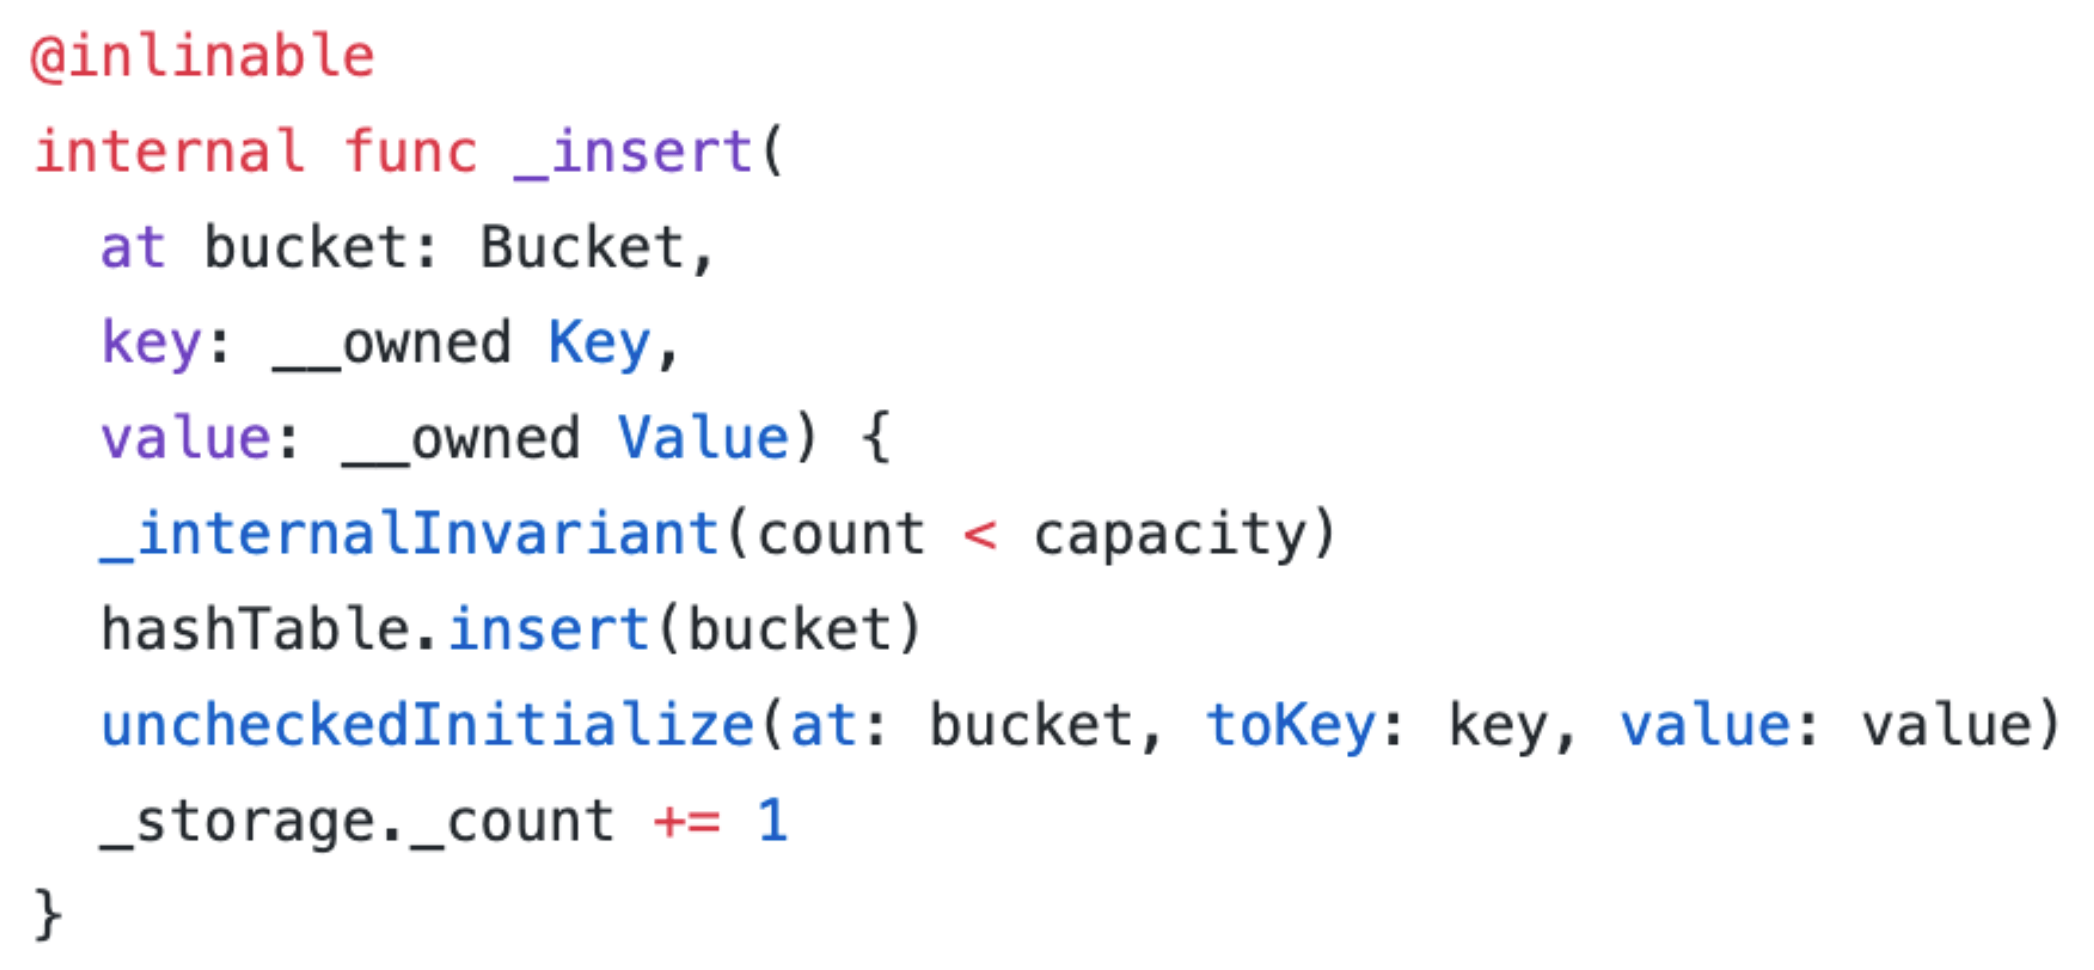 @inlinable
internal func _insert(
  at bucket: Bucket,
  key: __owned Key,
  value: __owned Value) {
  _internalInvariant(count < capacity)
  hashTable.insert(bucket)
  uncheckedInitialize(at: bucket, toKey: key, value: value)
  _storage._count += 1
}